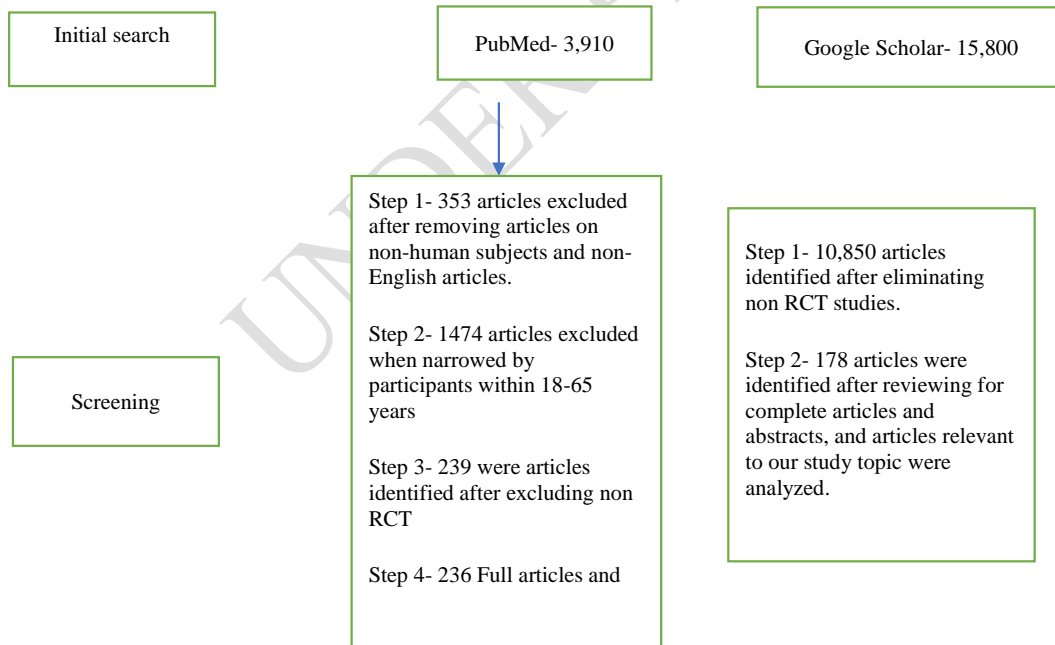 Initial search
PubMed- 3,910
Google Scholar- 15,800
Step 1- 353 articles excluded
after removing articles on
non-human subjects and non-
English articles.
Step 2- 1474 articles excluded
when narrowed by
participants within 18-65
years
Step 3- 239 were articles
identified after excluding non
RCT
Step 4- 236 Full articles and
Step 1- 10,850 articles
identified after eliminating
non RCT studies.
Step 2- 178 articles were
identified after reviewing for
complete articles and
abstracts, and articles relevant
to our study topic were
analyzed.
Screening
UNDER